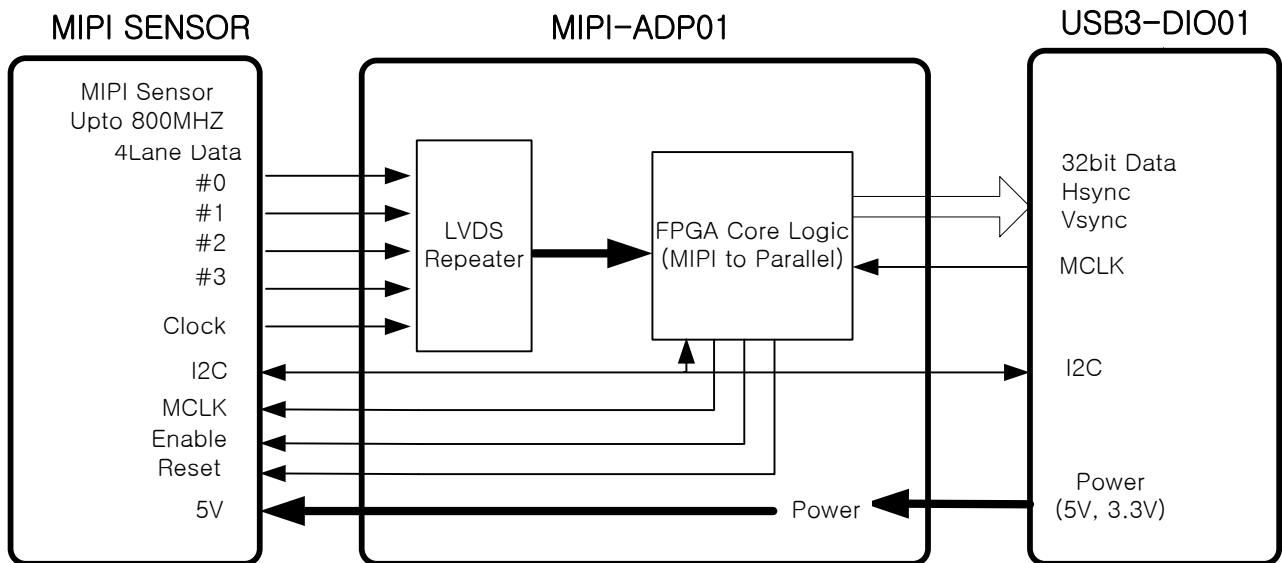 MIPI SENSOR
MIPI-ADP01
USB3-DIO01
MIPI Sensor
Upto 800MHZ
4Lane Data
#0
#1
#2
#3
Clock
I2C
MCLK
Enable
Reset
5V
LVDS
Repeater
FPGA Core Logic
(MIPI to Parallel)
Power
32bit Data
Hsync
Vsync
MCLK
I2C
Power
(5V, 3.3V)